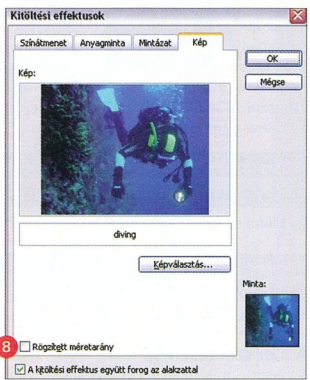 Kitöltési effektusok
Színátmenet Anyagminta Mintázat Kép
OK
Mégse
Kép:
diving
Képválasztás...
Minta:
8 Rögzített méretarány
A kitöltési effektus együtt forog az alakzattal